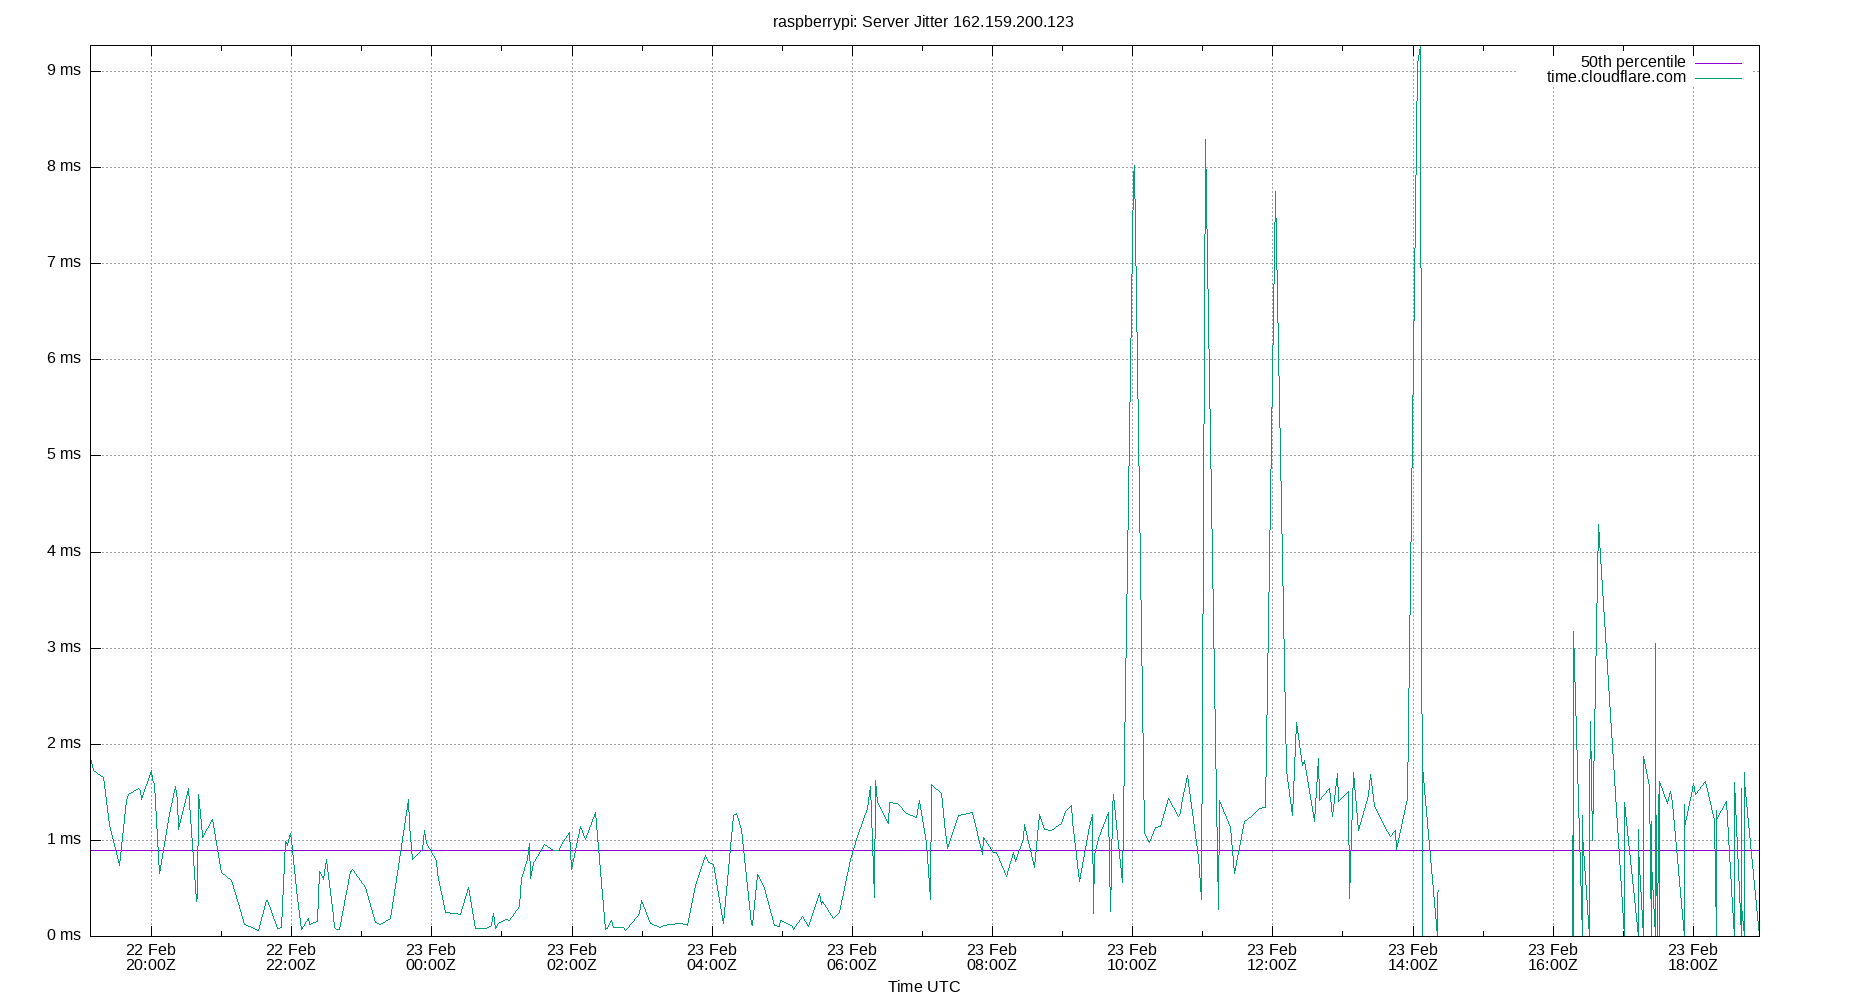 raspberrypi: Server Jitter 162.159.200.123
50th percentile
time.cloudflare.com
9 ms
8 ms
7 ms
6 ms
5 ms
4 ms
3 ms
2 ms
1 ms
0 ms
22 Feb 22 Feb 23 Feb 23 Feb 23 Feb 23 Feb 23 Feb 23 Feb 23 Feb 23 Feb 23 Feb 23 Feb
20:00Z 22:00Z 00:00Z 02:00Z 04:00Z 06:00Z 08:00Z 10:00Z 12:00Z 14:00Z 16:00Z 18:00Z
Time UTC